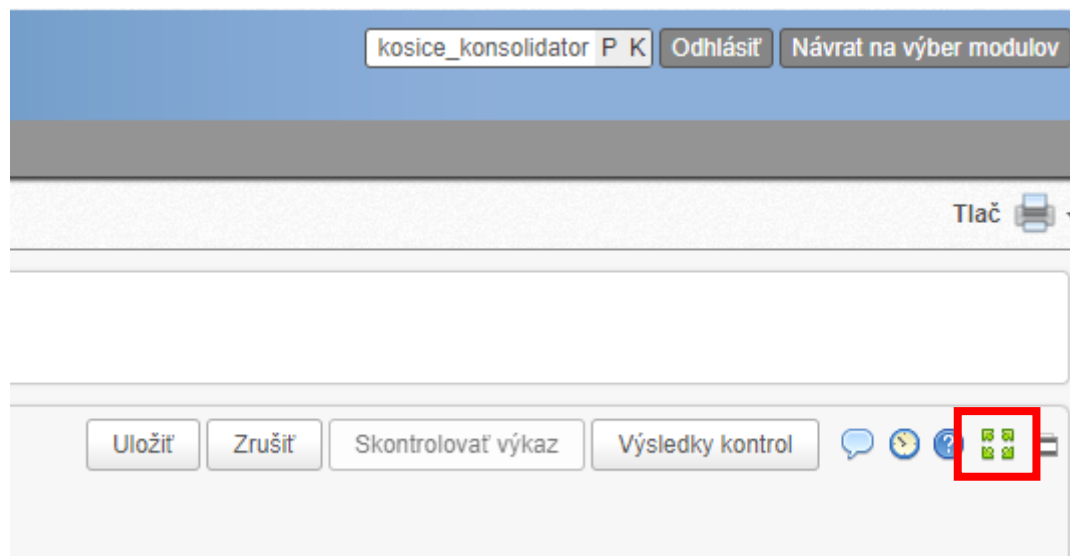 kosice_konsolidator P K Odhlásiť Návrat na výber modulov
Tlač
Uložiť Zrušiť Skontrolovať výkaz Výsledky kontrol